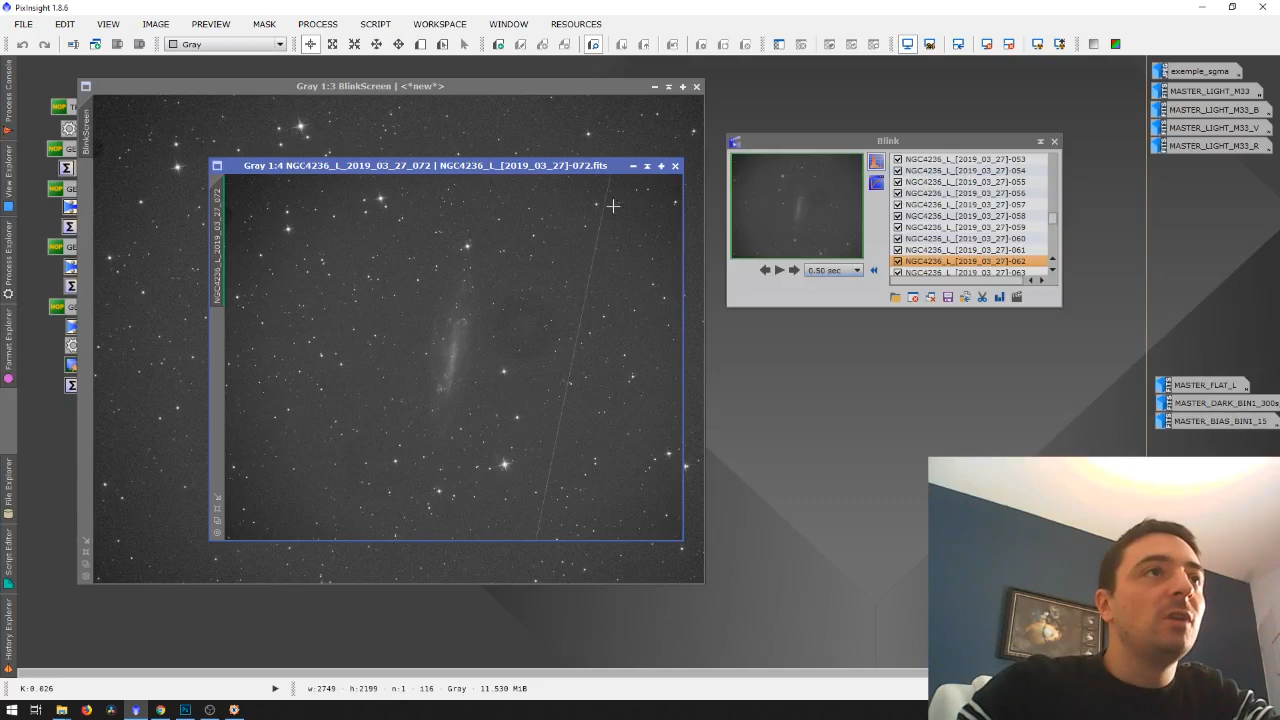 PixInsight 1.8.6
FILE EDIT VIEW IMAGE PREVIEW MASK PROCESS SCRIPT WORKSPACE WINDOW RESOURCES
Gray
Process Console
View Explorer
Process Explorer
Format Explorer
File Explorer
Script Editor
History Explorer
Gray 1:3 BlinkScreen | <*new*>
BlinkScreen
Gray 1:4 NGC4236_L_2019_03_27_072 | NGC4236_L_[2019_03_27]-072.fits
NGC4236_L_2019_03_27_072
Blink
NGC4236_L_[2019_03_27]-053
NGC4236_L_[2019_03_27]-054
NGC4236_L_[2019_03_27]-055
NGC4236_L_[2019_03_27]-056
NGC4236_L_[2019_03_27]-057
NGC4236_L_[2019_03_27]-058
NGC4236_L_[2019_03_27]-059
NGC4236_L_[2019_03_27]-060
NGC4236_L_[2019_03_27]-061
NGC4236_L_[2019_03_27]-062
NGC4236_L_[2019_03_27]-063
0.50 sec
exemple_sgma
MASTER_LIGHT_M33
MASTER_LIGHT_M33_B
MASTER_LIGHT_M33_V
MASTER_LIGHT_M33_R
MASTER_FLAT_L
MASTER_DARK_BIN1_300s
MASTER_BIAS_BIN1_15
K:0.026
w:2749 · h:2199 · n:1 · i16 · Gray · 11.530 MiB